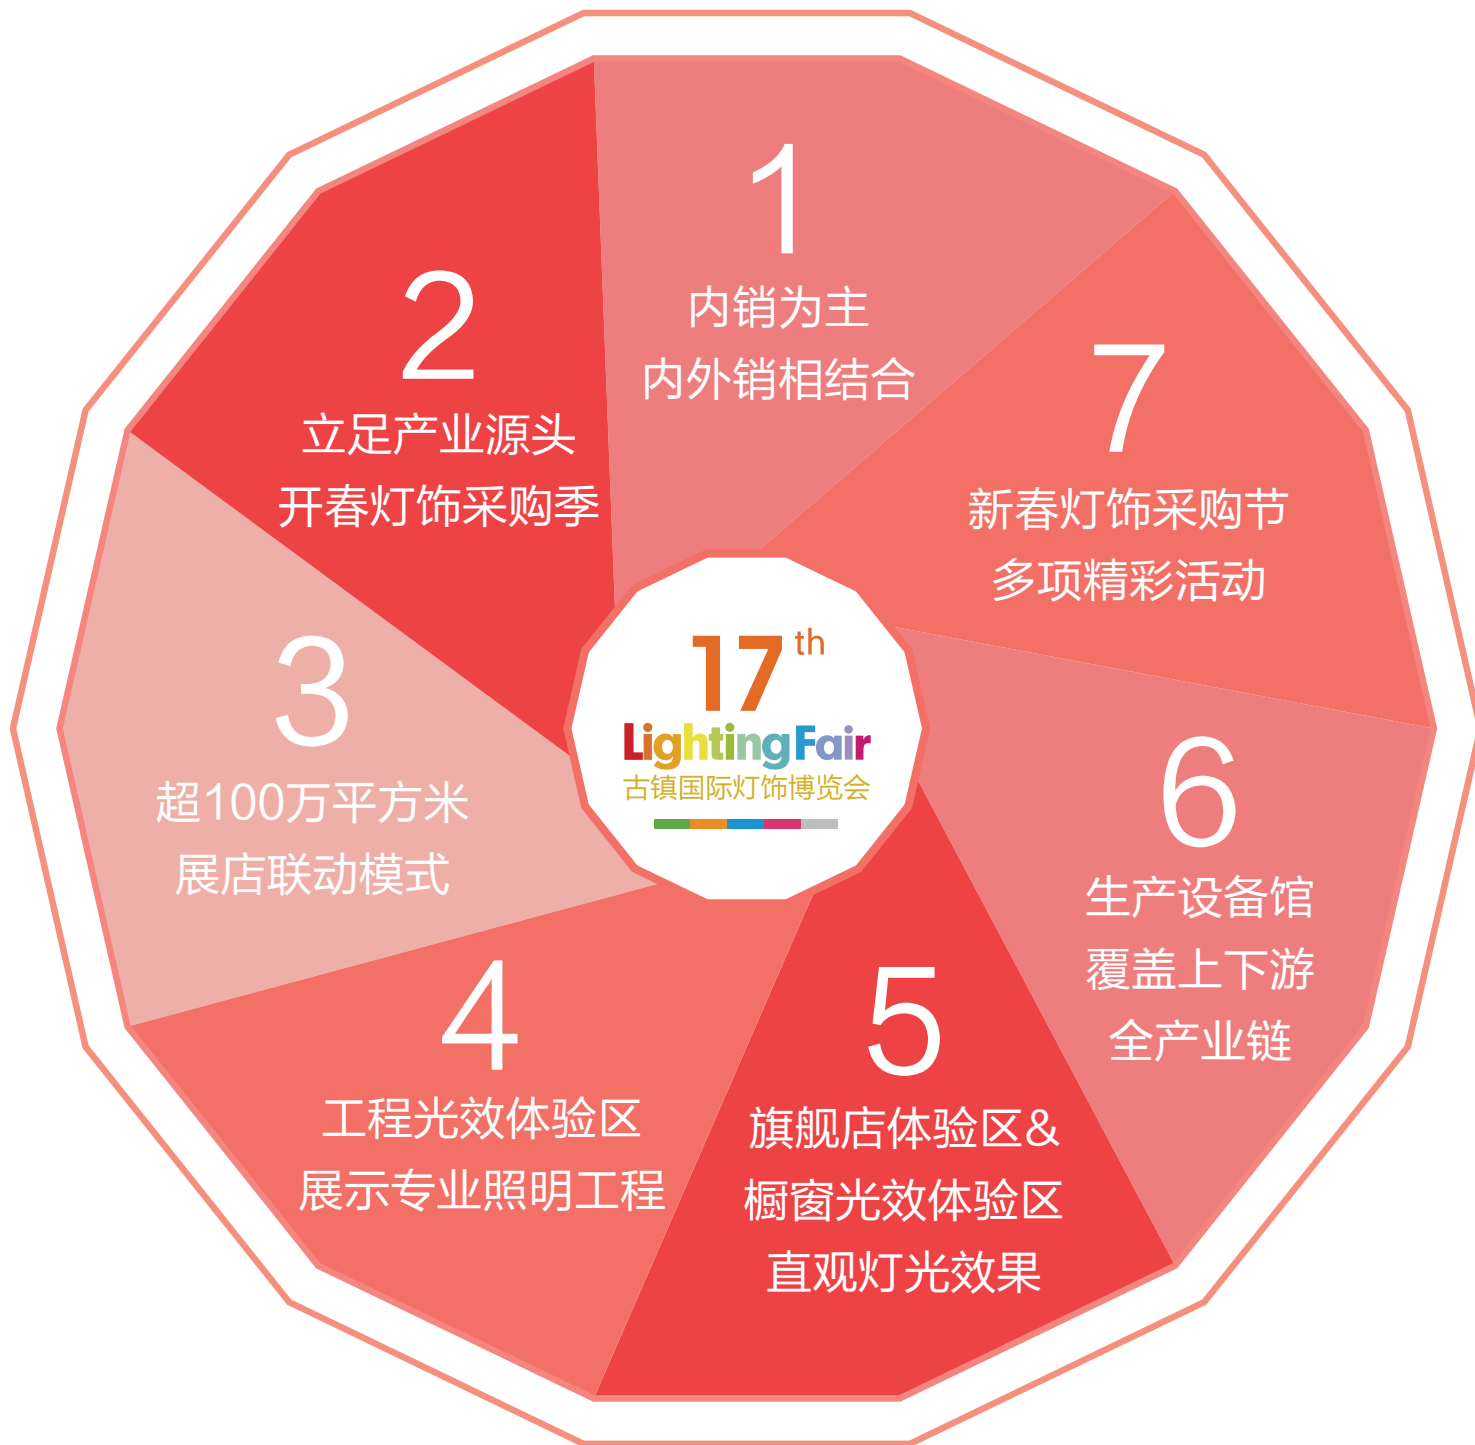 1
内销为主
内外销相结合
2
立足产业源头
开春灯饰采购季
3
超100万平方米
展店联动模式
4
工程光效体验区
展示专业照明工程
5
旗舰店体验区&
橱窗光效体验区
直观灯光效果
6
生产设备馆
覆盖上下游
全产业链
7
新春灯饰采购节
多项精彩活动
17th
Lighting Fair
古镇国际灯饰博览会